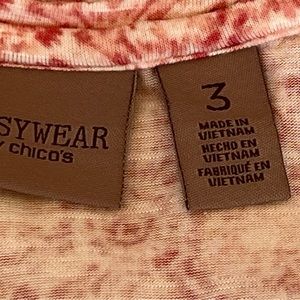 SYWEAR
Y chico's
3
MADE IN
VIETNAM
HECHO EN
VIETNAM
FABRIQUÉ EN
VIETNAM